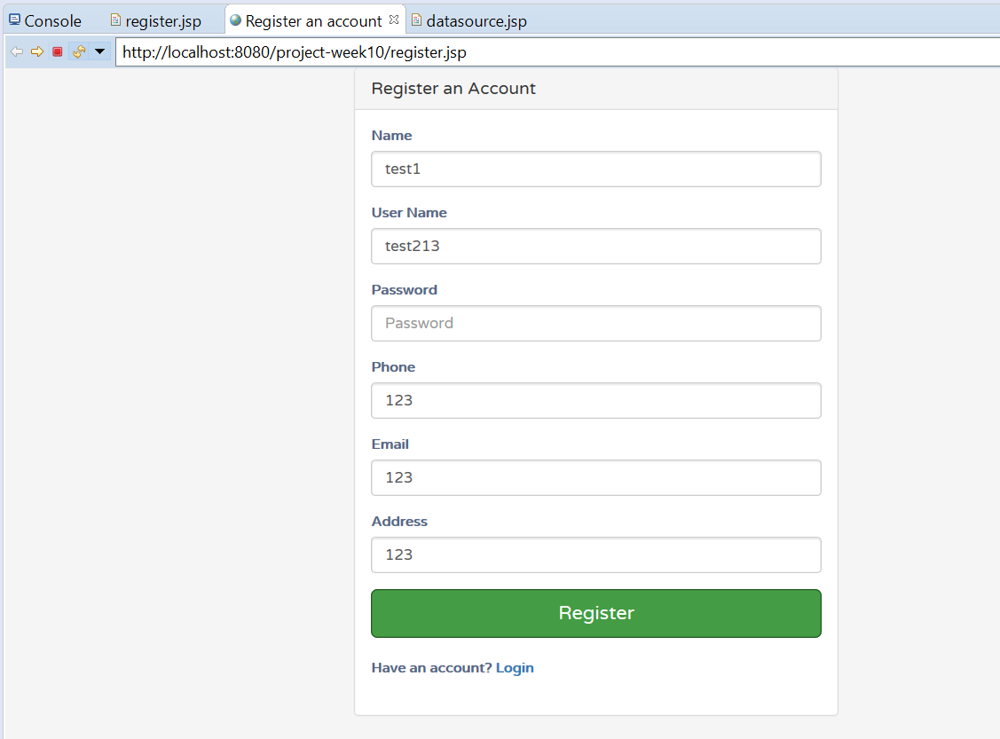 Console register.jsp Register an account datasource.jsp
http://localhost:8080/project-week10/register.jsp
Register an Account
Name
test1
User Name
test213
Password
Password
Phone
123
Email
123
Address
123
Register
Have an account? Login